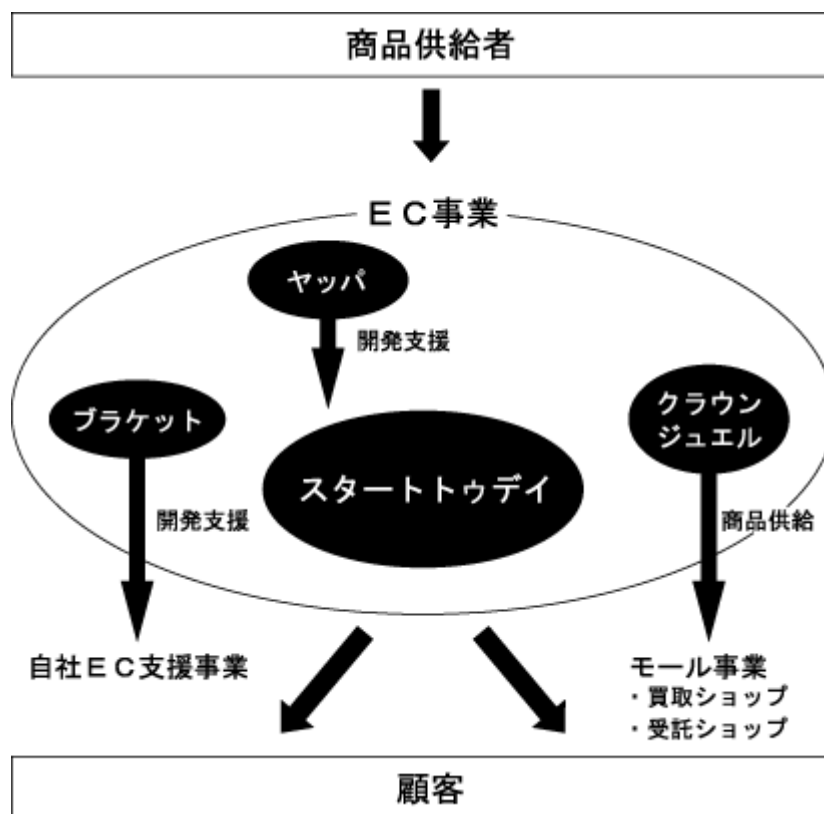 商品供給者
ＥＣ事業
ヤッパ
開発支援
ブラケット
クラウン
ジュエル
スタートトゥデイ
開発支援
商品供給
自社ＥＣ支援事業
モール事業
・買取ショップ
・受託ショップ
顧客